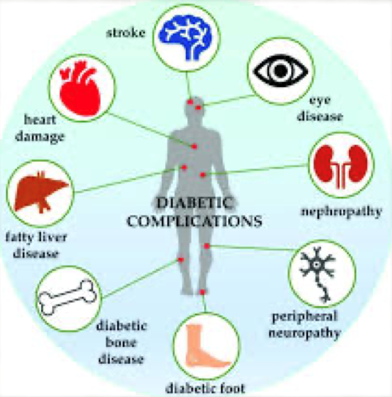 stroke
eye
disease
heart
damage
nephropathy
DIABETIC
COMPLICATIONS
fatty liver
disease
peripheral
neuropathy
diabetic
bone
disease
diabetic foot